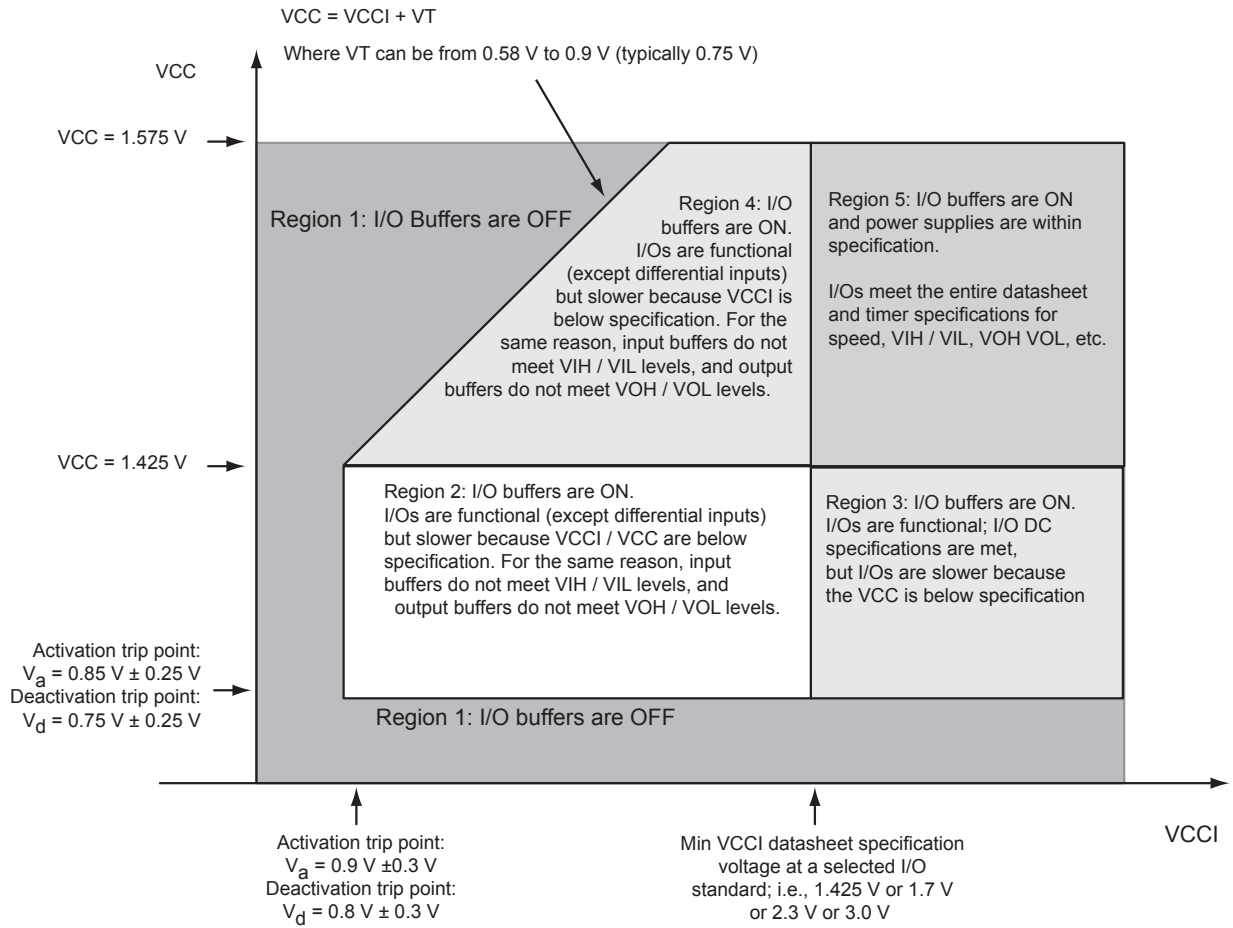 VCC = VCCI + VT
Where VT can be from 0.58 V to 0.9 V (typically 0.75 V)
VCC
VCC = 1.575 V
Region 1: I/O Buffers are OFF
Region 4: I/O
buffers are ON.
I/Os are functional
(except differential inputs)
but slower because VCCI is
below specification. For the
same reason, input buffers do not
meet VIH / VIL levels, and output
buffers do not meet VOH / VOL levels.
Region 5: I/O buffers are ON
and power supplies are within
specification.
I/Os meet the entire datasheet
and timer specifications for
speed, VIH / VIL, VOH VOL, etc.
VCC = 1.425 V
Region 2: I/O buffers are ON.
I/Os are functional (except differential inputs)
but slower because VCCI / VCC are below
specification. For the same reason, input
buffers do not meet VIH / VIL levels, and
output buffers do not meet VOH / VOL levels.
Region 3: I/O buffers are ON.
I/Os are functional; I/O DC
specifications are met,
but I/Os are slower because
the VCC is below specification
Activation trip point:
Va = 0.85 V ± 0.25 V
Deactivation trip point:
Vd = 0.75 V ± 0.25 V
Region 1: I/O buffers are OFF
VCCI
Activation trip point:
Va = 0.9 V ±0.3 V
Deactivation trip point:
Vd = 0.8 V ± 0.3 V
Min VCCI datasheet specification
voltage at a selected I/O
standard; i.e., 1.425 V or 1.7 V
or 2.3 V or 3.0 V